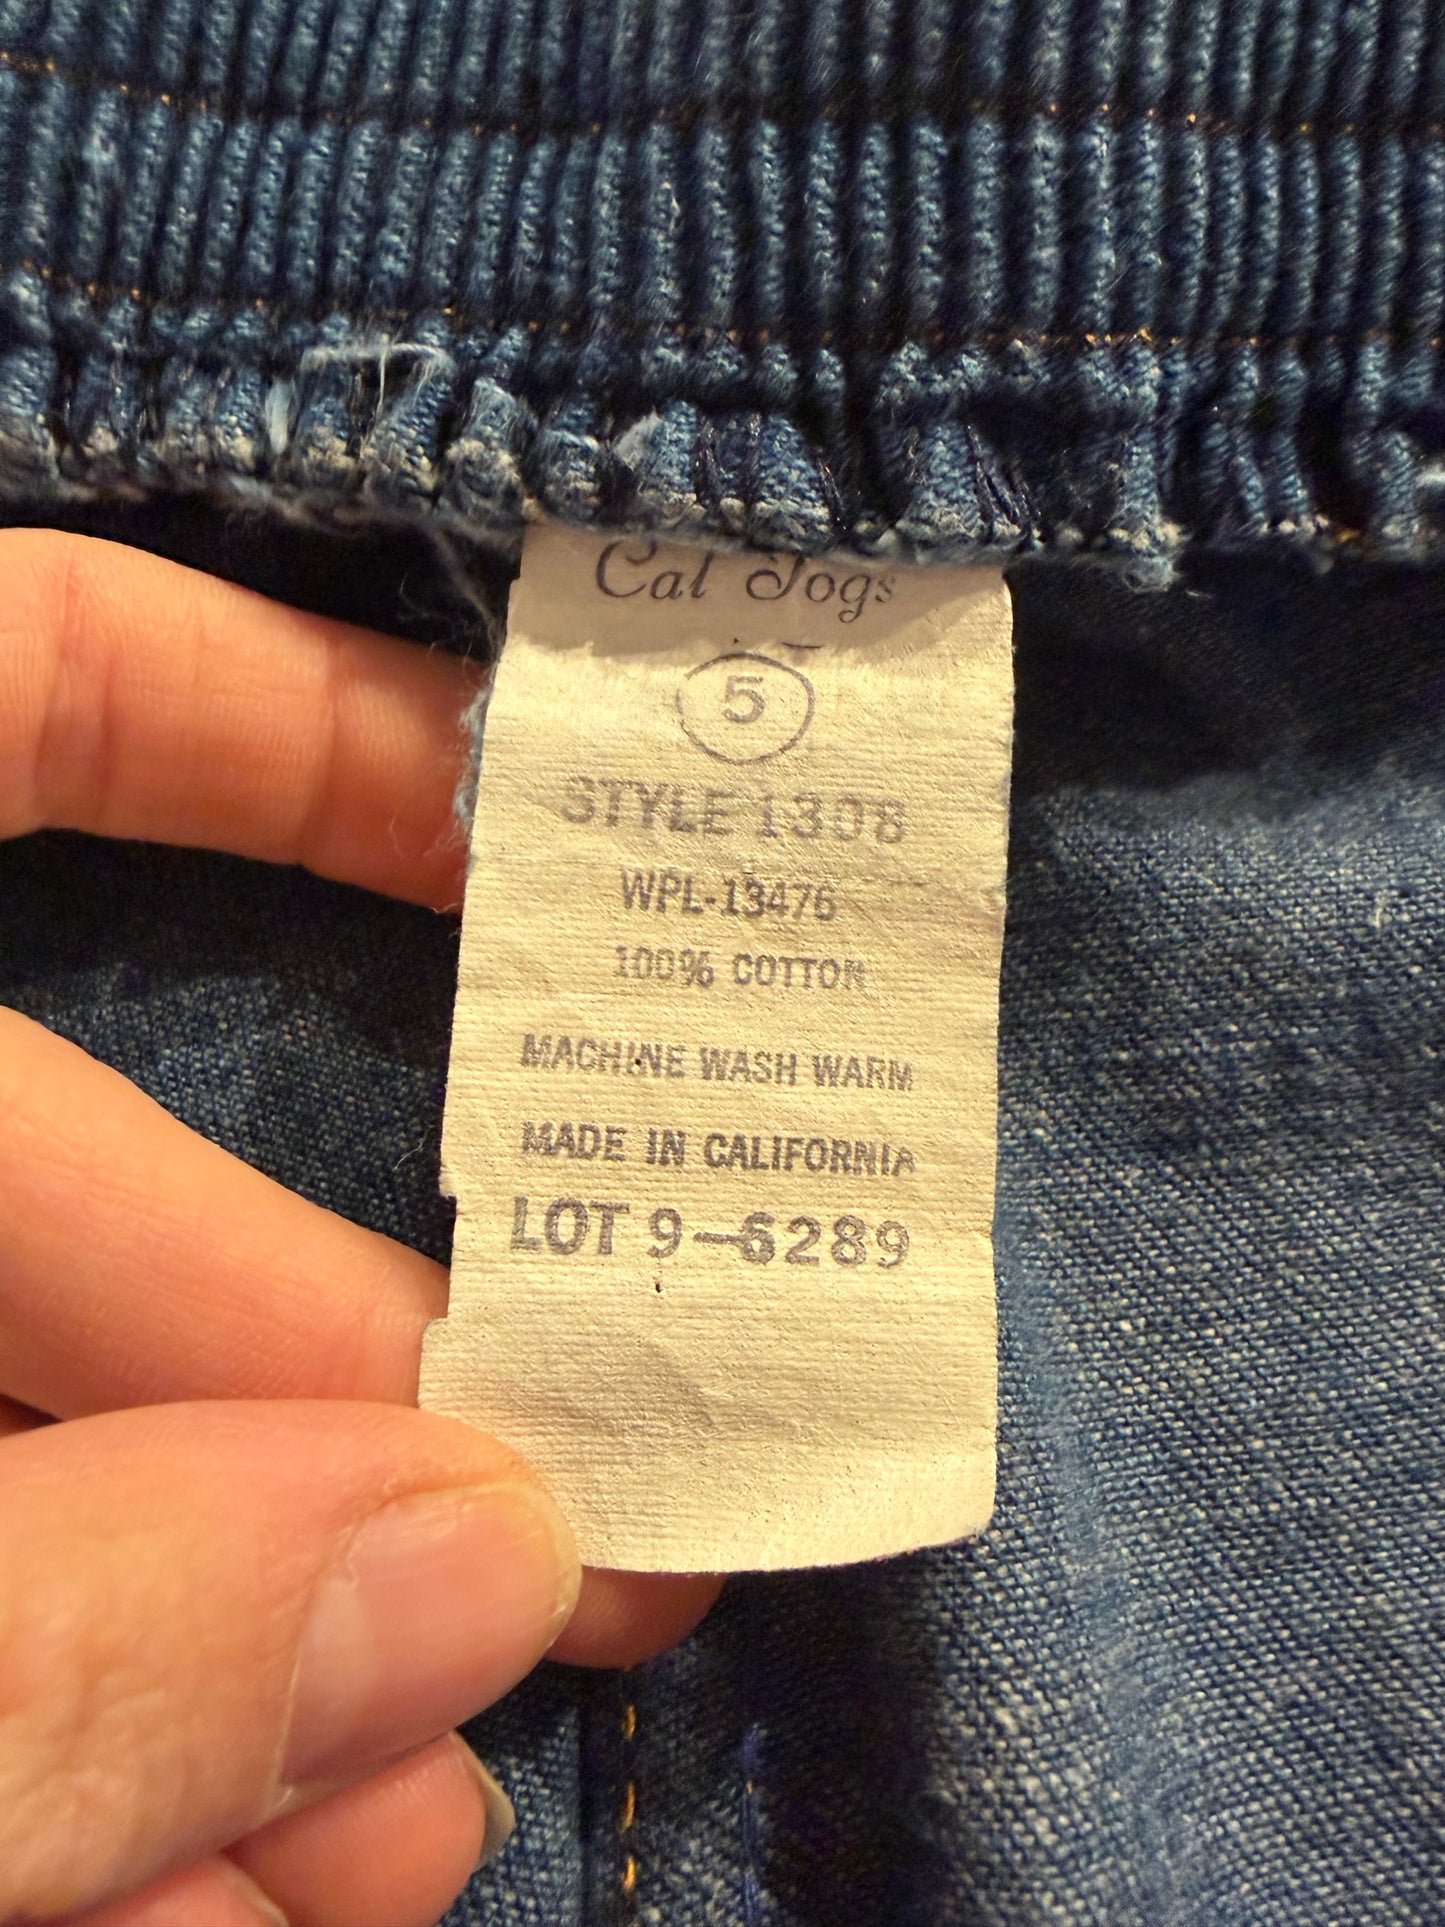 Cal Jogs
5
STYLE 1308
WPL-13476
100% COTTON
MACHINE WASH WARM
MADE IN CALIFORNIA
LOT 9-6289